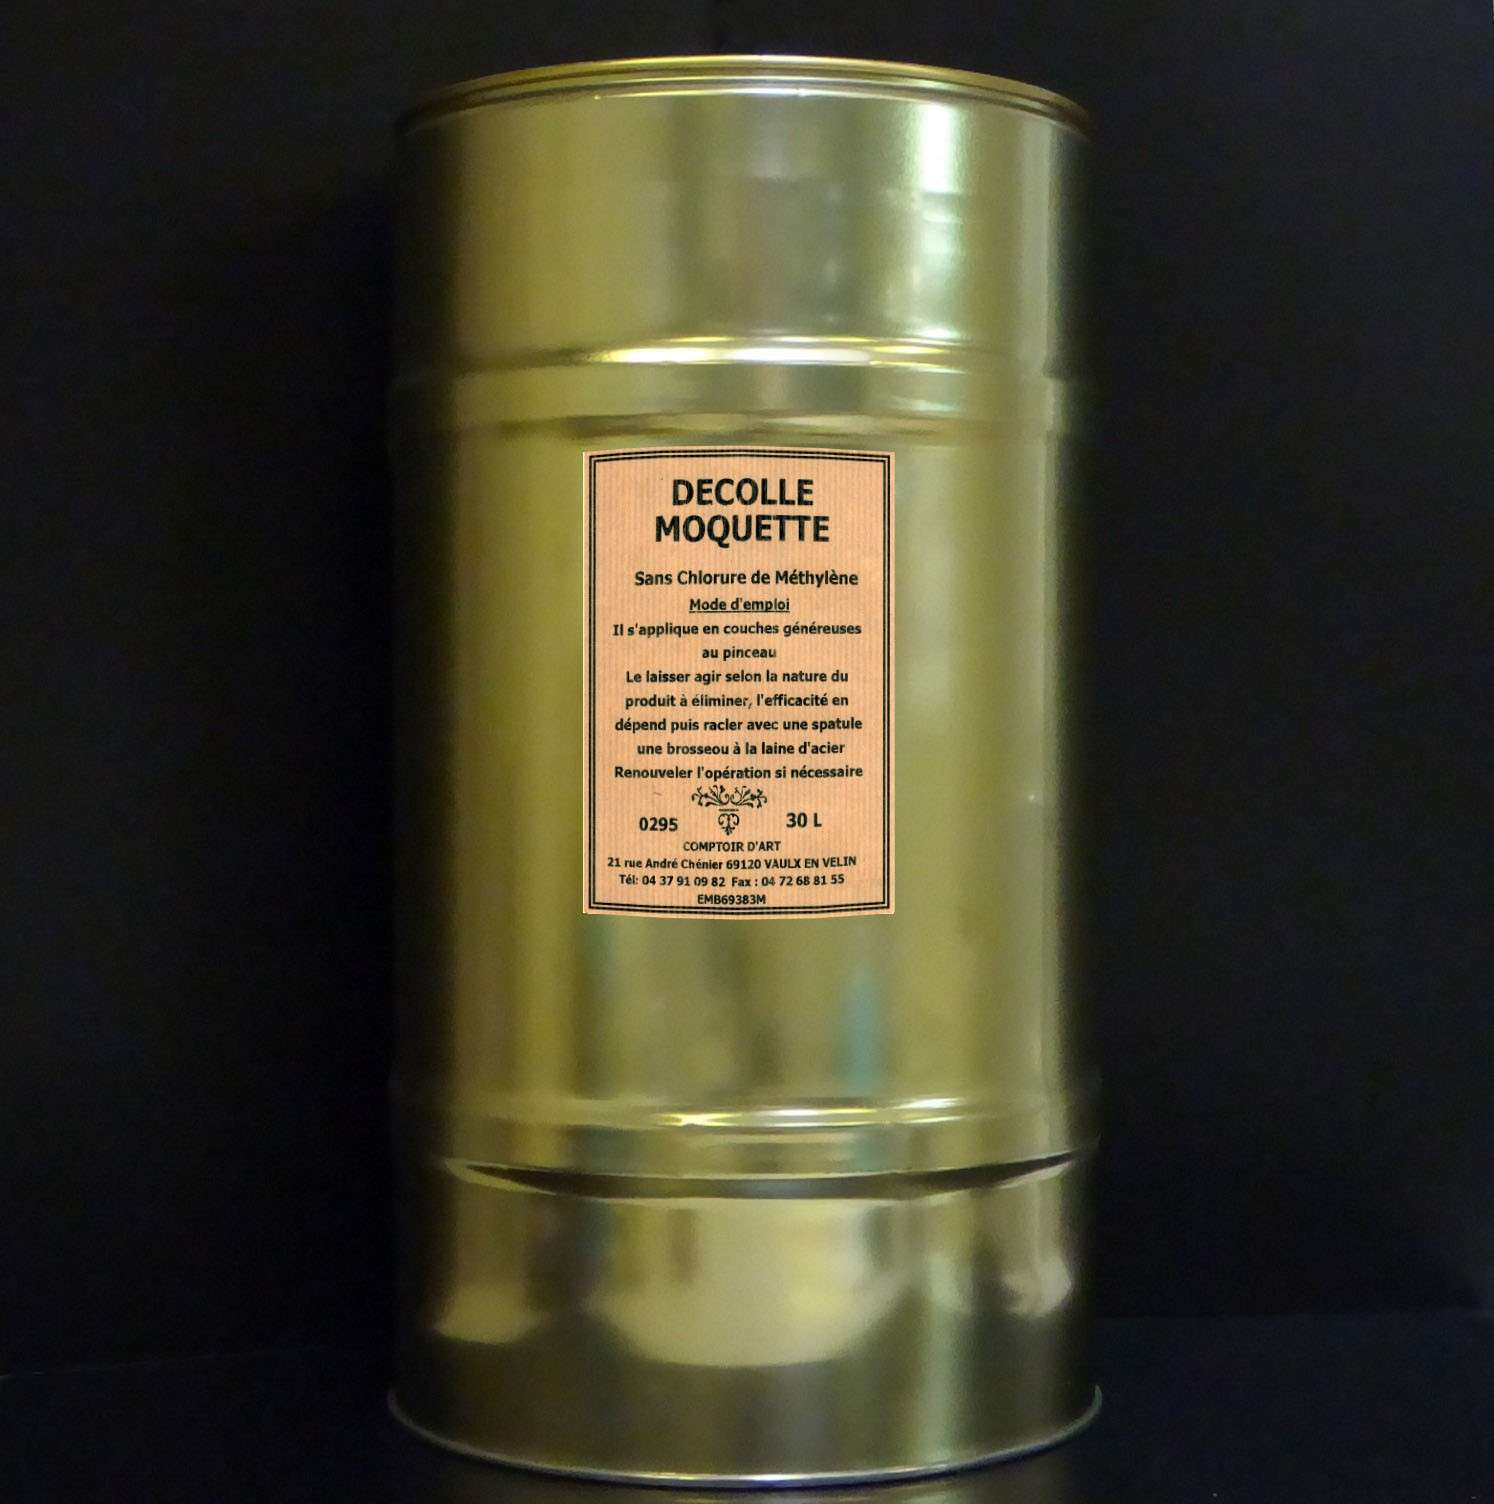 DECOLLE
MOQUETTE
Sans Chlorure de Méthylène
Mode d'emploi
Il s'applique en couches généreuses
au pinceau
Le laisser agir selon la nature du
produit à éliminer, l'efficacité en
dépend puis racler avec une spatule
une brosseou à la laine d'acier
Renouveler l'opération si nécessaire
0295 30 L
COMPTOIR D'ART
21 rue André Chénier 69120 VAULX EN VELIN
Tél: 04 37 91 09 82 Fax : 04 72 68 81 55
EMB69383M